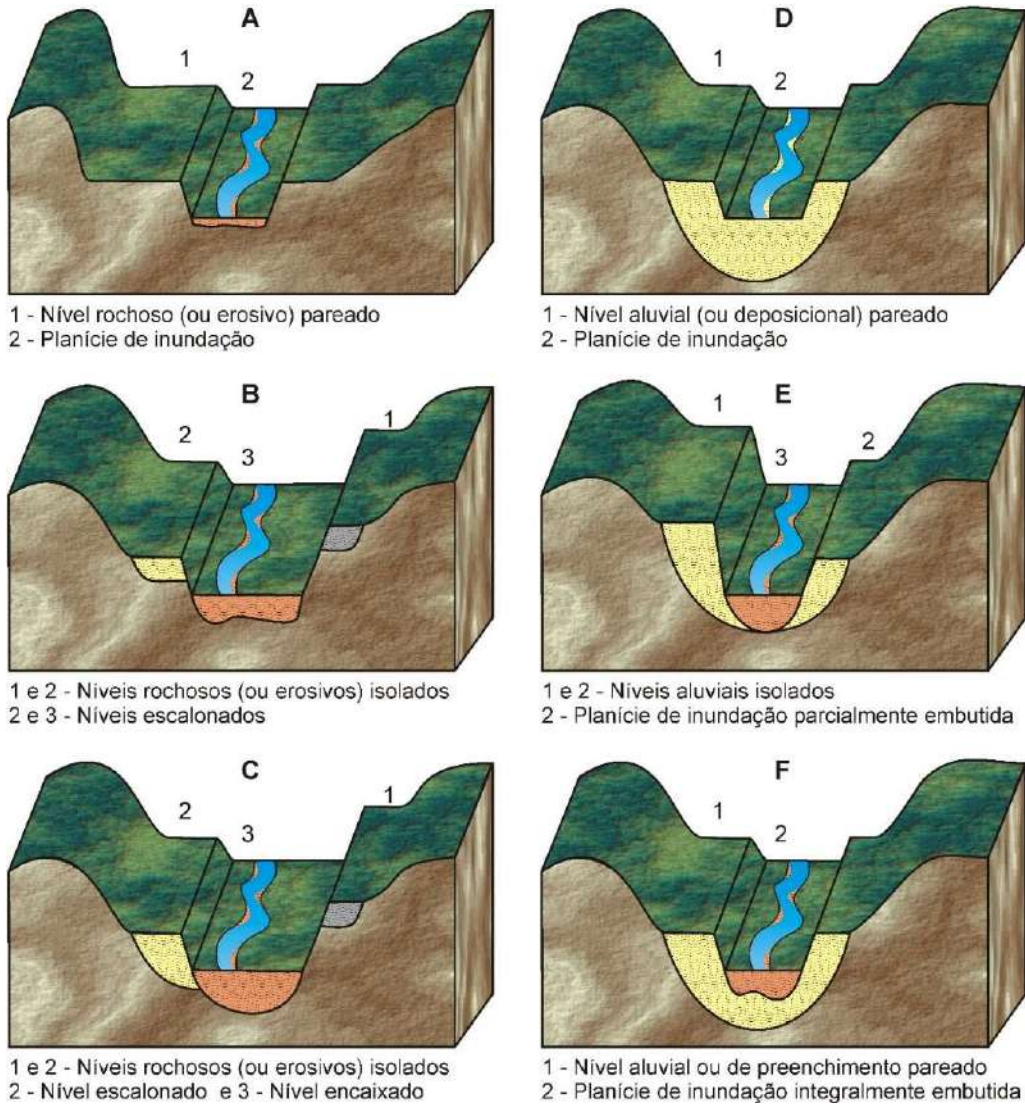 A
1
2
1 - Nível rochoso (ou erosivo) pareado
2 - Planície de inundação
B
1
2
3
1 e 2 - Níveis rochosos (ou erosivos) isolados
2 e 3 - Níveis escalonados
C
1
2
3
1 e 2 - Níveis rochosos (ou erosivos) isolados
2 - Nível escalonado e 3 - Nível encaixado
D
1
2
1 - Nível aluvial (ou deposicional) pareado
2 - Planície de inundação
E
1
2
3
1 e 2 - Níveis aluviais isolados
2 - Planície de inundação parcialmente embutida
F
1
2
1 - Nível aluvial ou de preenchimento pareado
2 - Planície de inundação integralmente embutida